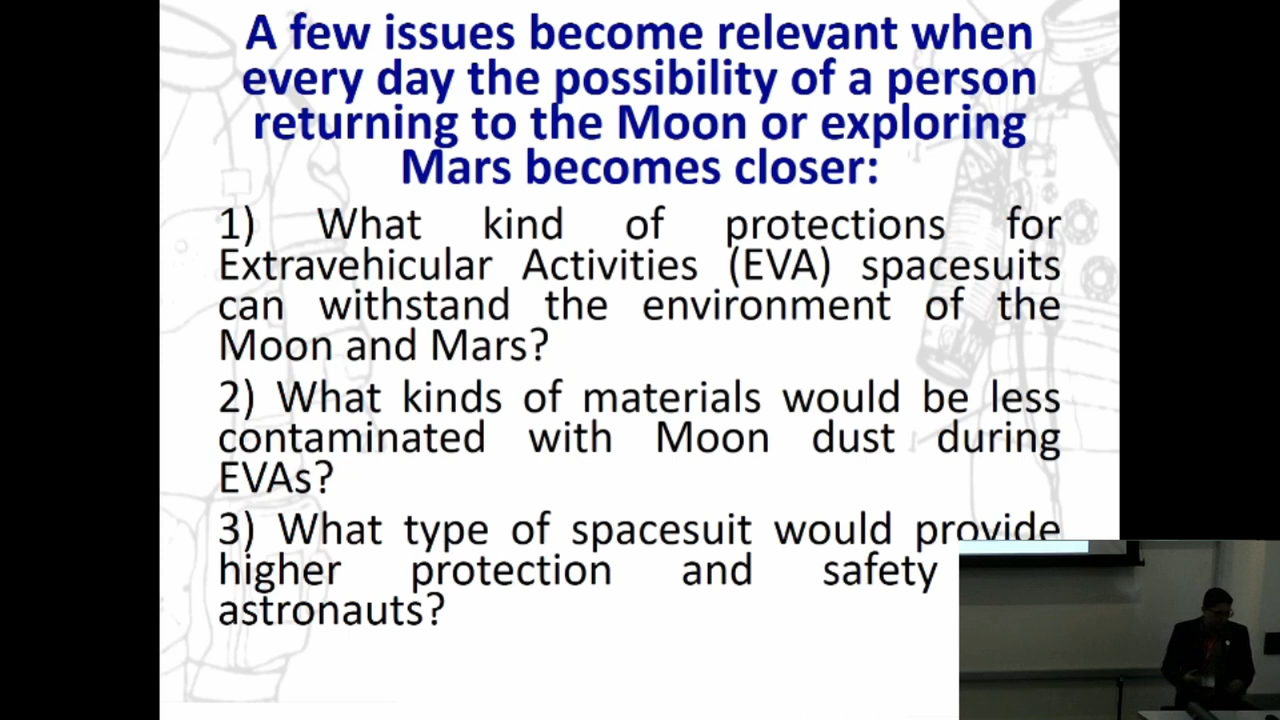 A few issues become relevant when
every day the possibility of a person
returning to the Moon or exploring
Mars becomes closer:
1) What kind of protections for
Extravehicular Activities (EVA) spacesuits
can withstand the environment of the
Moon and Mars?
2) What kinds of materials would be less
contaminated with Moon dust during
EVAs?
3) What type of spacesuit would provide
higher protection and safety
astronauts?